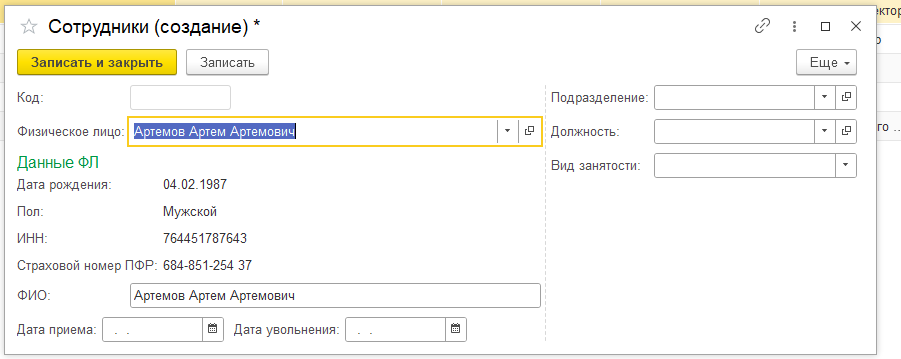 ектор
Сотрудники (создание) *
о
Записать и закрыть Записать Еще
Код: Подразделение:
Физическое лицо: Артемов Артем Артемович Должность:
ого ...
Данные ФЛ Вид занятости:
Дата рождения: 04.02.1987
Пол: Мужской
ИНН: 764451787643
Страховой номер ПФР: 684-851-254 37
ФИО: Артемов Артем Артемович
Дата приема: . . Дата увольнения: . .